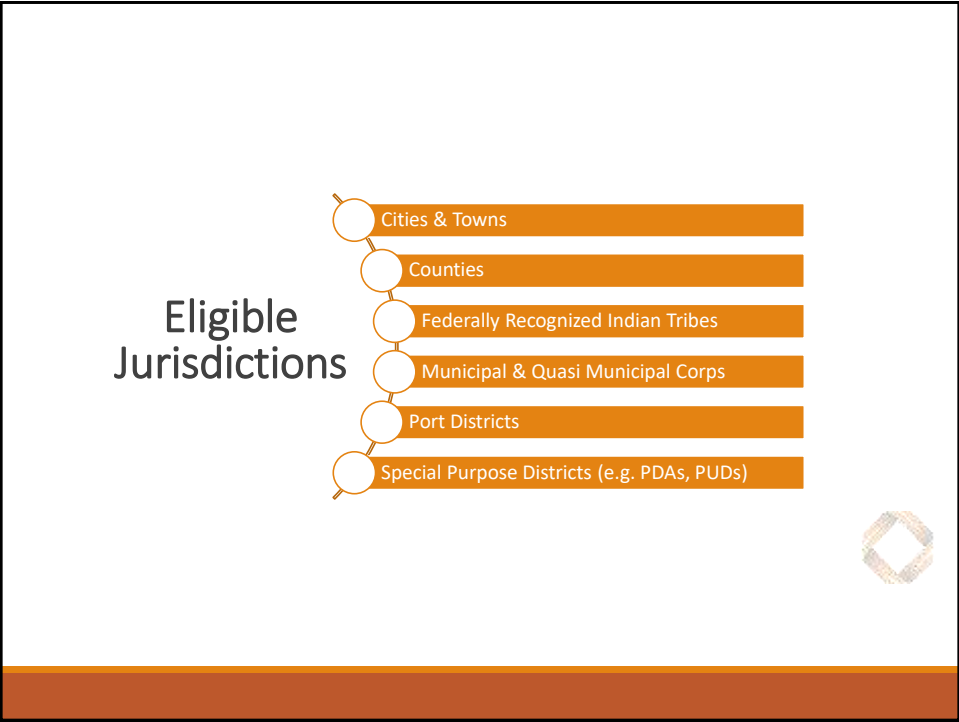 Eligible
Jurisdictions
Cities & Towns
Counties
Federally Recognized Indian Tribes
Municipal & Quasi Municipal Corps
Port Districts
Special Purpose Districts (e.g. PDAs, PUDs)